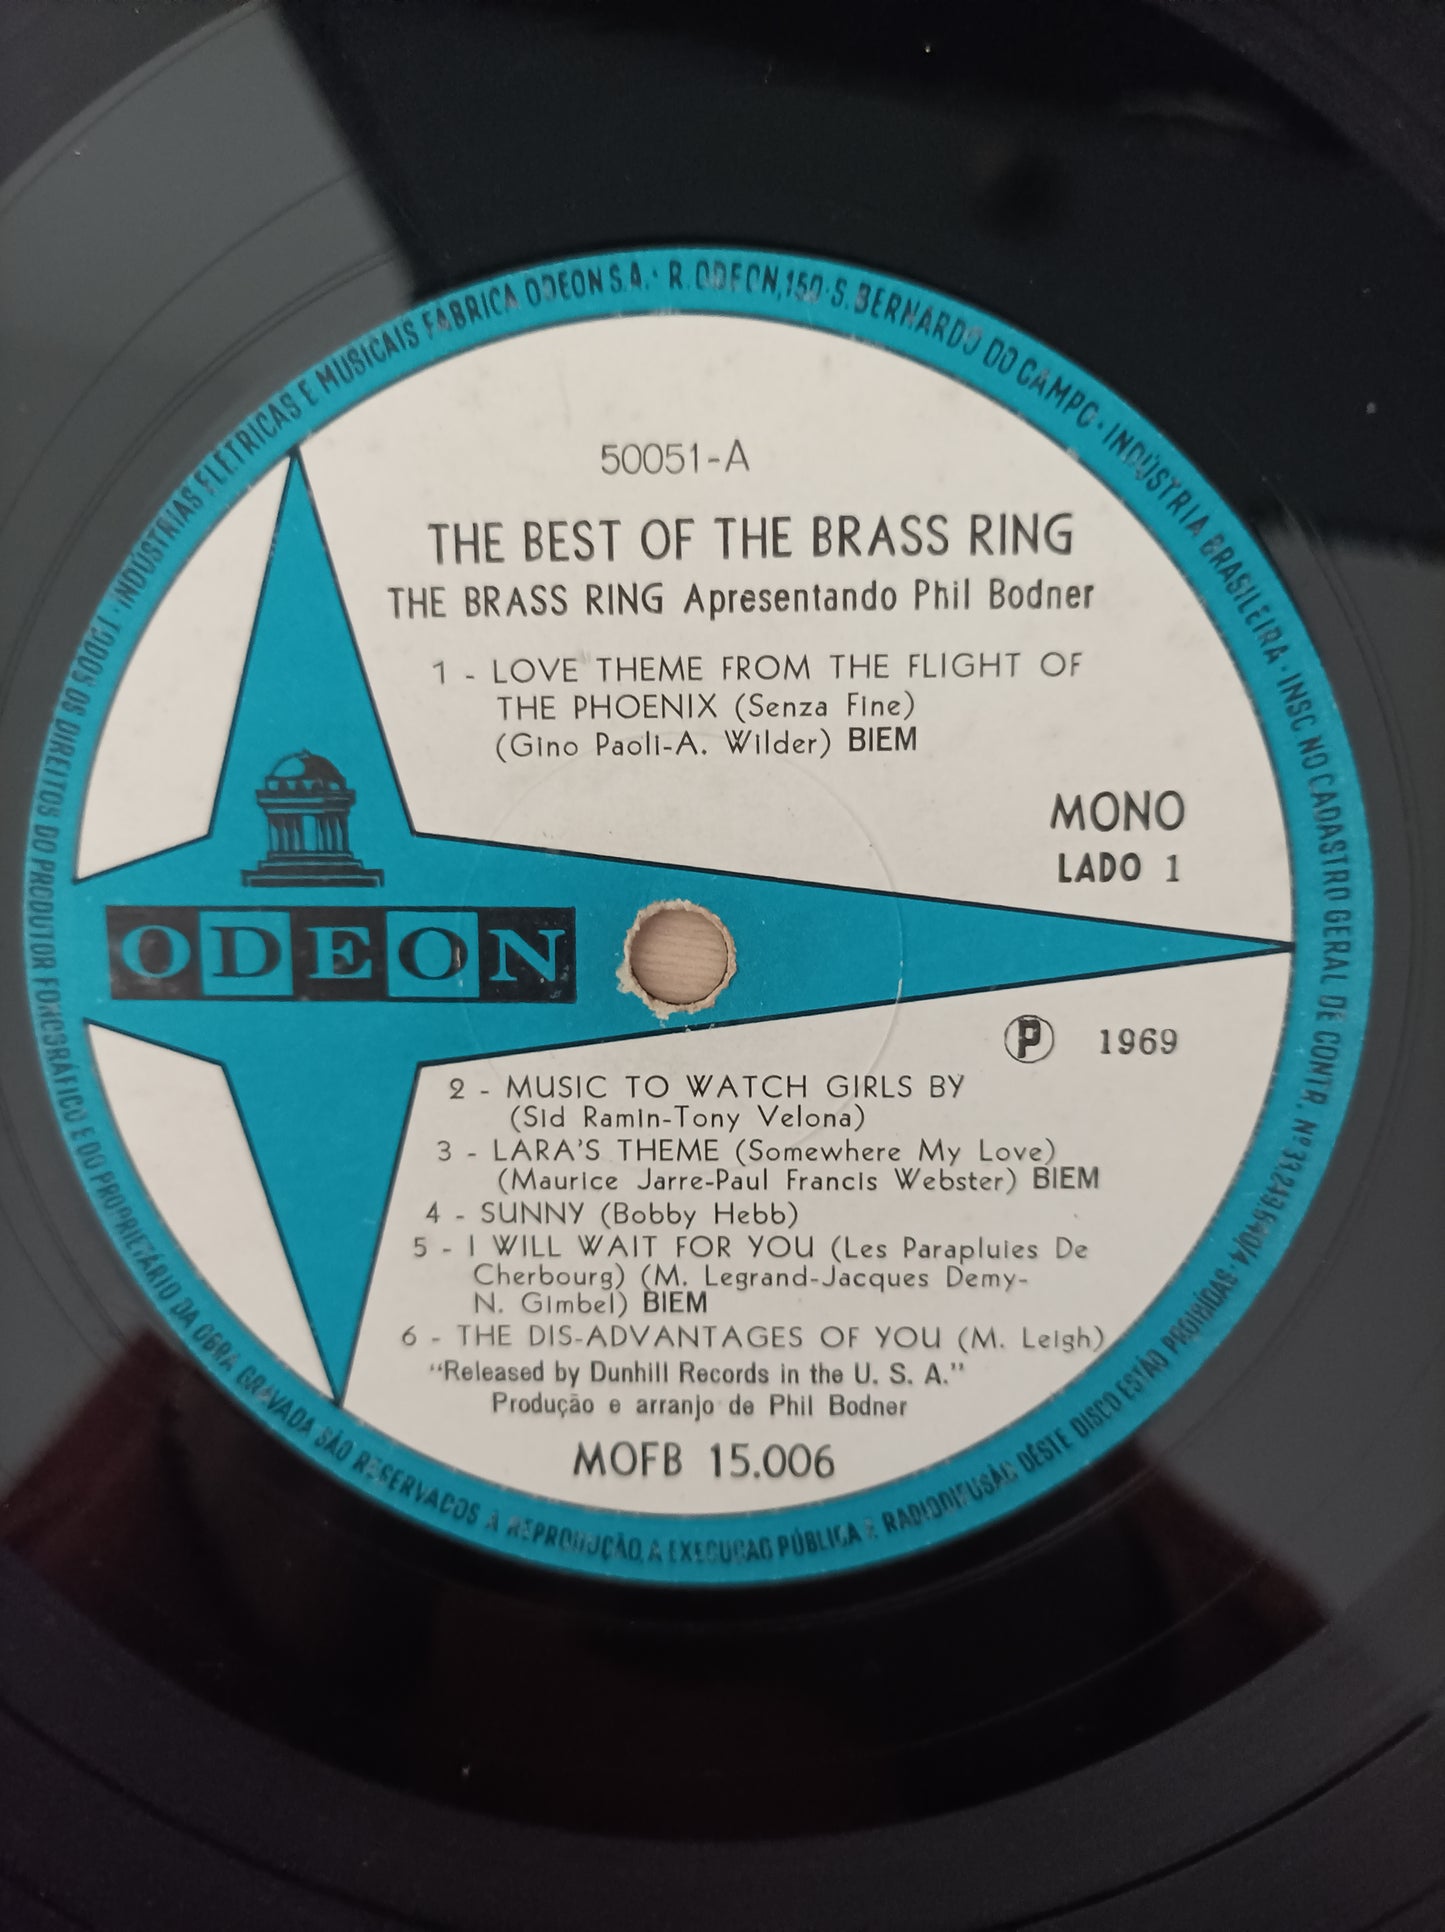 INDÚSTRIAS ELÉTRICAS E MUSICAIS FÁBRICA ODEON S.A. · R. ODEON, 150 · S. BERNARDO DO CAMPO · INDÚSTRIA BRASILEIRA · INSC. NO CADASTRO GERAL DE CONTR. Nº 33.249.640/4 ·
TODOS OS DIREITOS DO PRODUTOR FONOGRÁFICO E DO PROPRIETÁRIO DA OBRA GRAVADA SÃO RESERVADOS A REPRODUÇÃO, A EXECUÇÃO PÚBLICA E RADIODIFUSÃO DÊSTE DISCO ESTÃO PROIBIDAS ·
50051-A
THE BEST OF THE BRASS RING
THE BRASS RING Apresentando Phil Bodner
1 - LOVE THEME FROM THE FLIGHT OF
THE PHOENIX (Senza Fine)
(Gino Paoli-A. Wilder) BIEM
MONO
LADO 1
ODEON
Ⓟ 1969
2 - MUSIC TO WATCH GIRLS BY
(Sid Ramin-Tony Velona)
3 - LARA'S THEME (Somewhere My Love)
(Maurice Jarre-Paul Francis Webster) BIEM
4 - SUNNY (Bobby Hebb)
5 - I WILL WAIT FOR YOU (Les Parapluies De
Cherbourg) (M. Legrand-Jacques Demy-
N. Gimbel) BIEM
6 - THE DIS-ADVANTAGES OF YOU (M. Leigh)
"Released by Dunhill Records in the U. S. A."
Produção e arranjo de Phil Bodner
MOFB 15.006